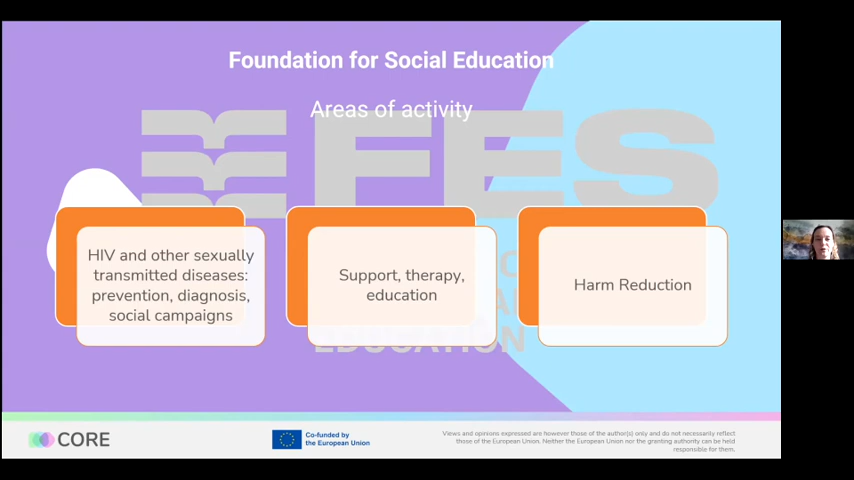 Foundation for Social Education
Areas of activity
FES
HIV and other sexually
transmitted diseases:
prevention, diagnosis,
social campaigns
Support, therapy,
education
Harm Reduction
EDUCATION
CORE
Co-funded by
the European Union
Views and opinions expressed are however those of the author(s) only and do not necessarily reflect
those of the European Union. Neither the European Union nor the granting authority can be held
responsible for them.